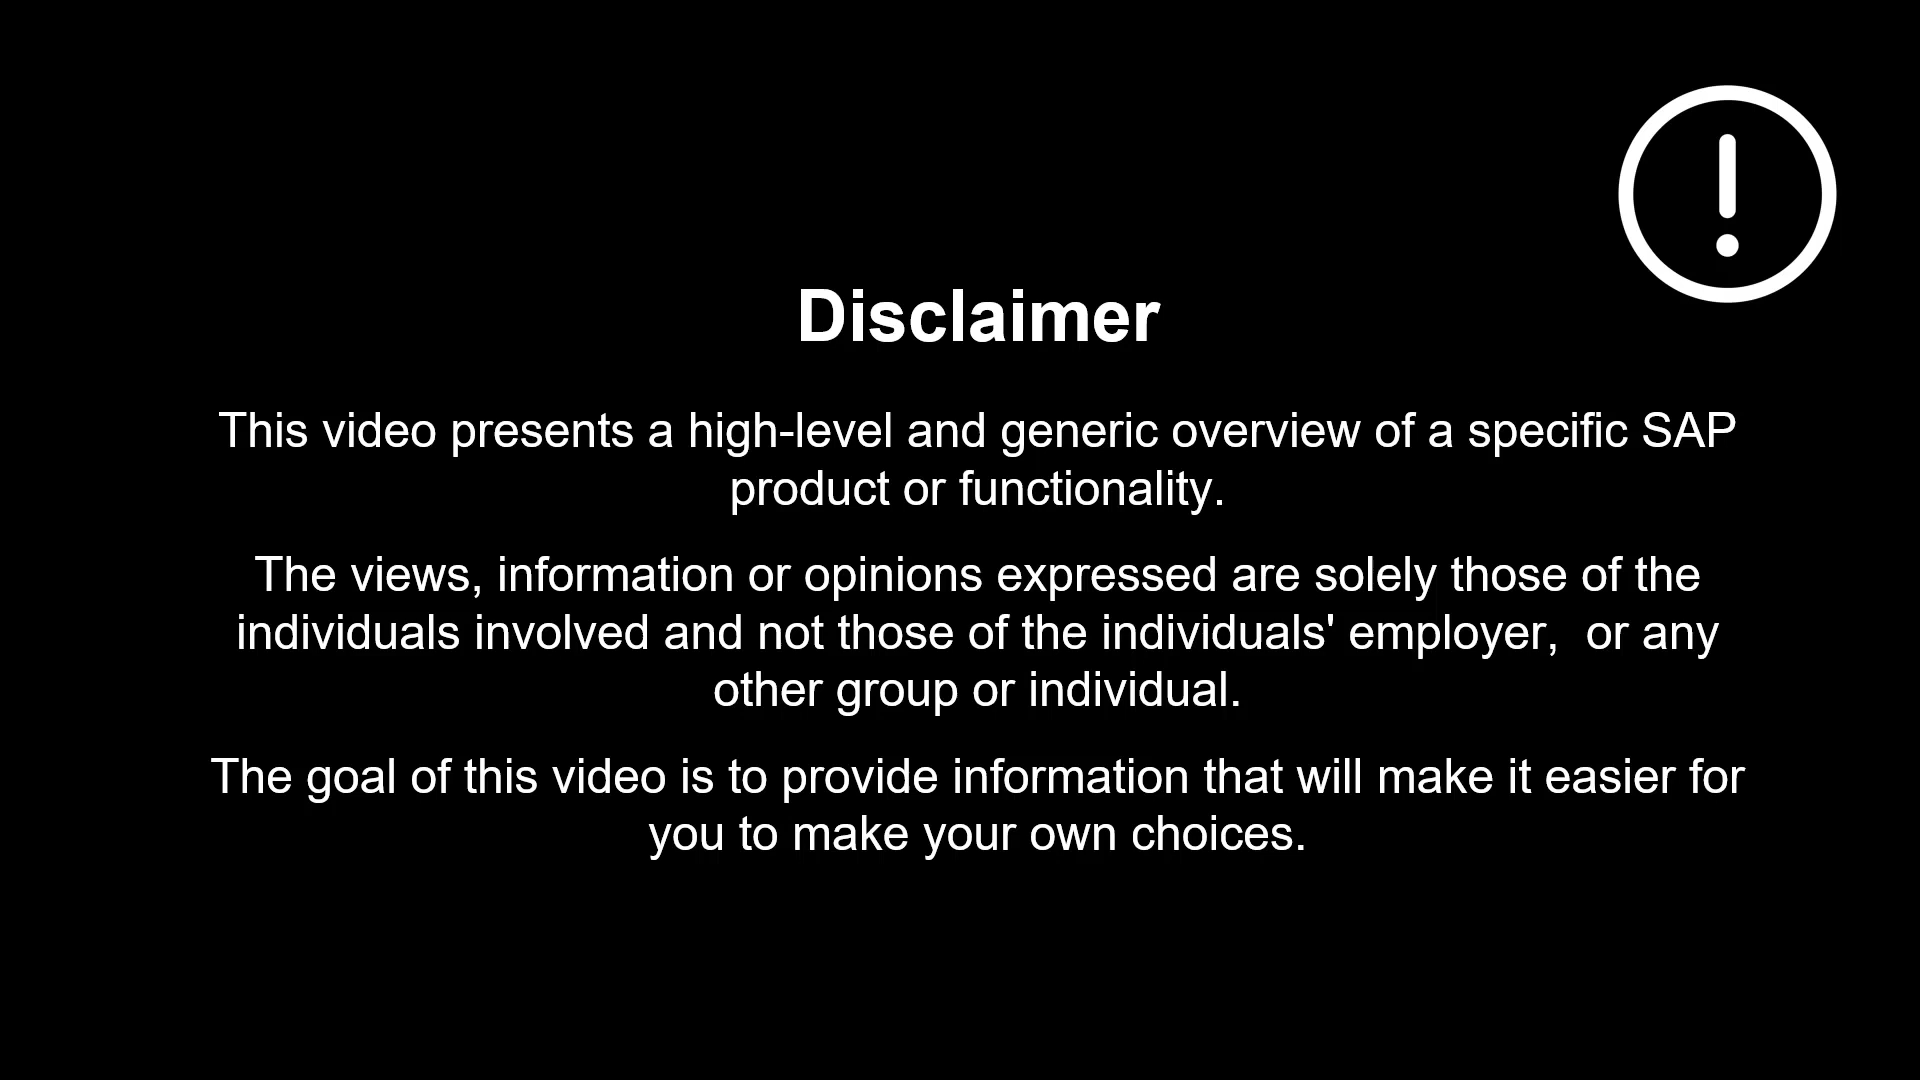 Disclaimer
This video presents a high-level and generic overview of a specific SAP
product or functionality.
The views, information or opinions expressed are solely those of the
individuals involved and not those of the individuals' employer,  or any
other group or individual.
The goal of this video is to provide information that will make it easier for
you to make your own choices.